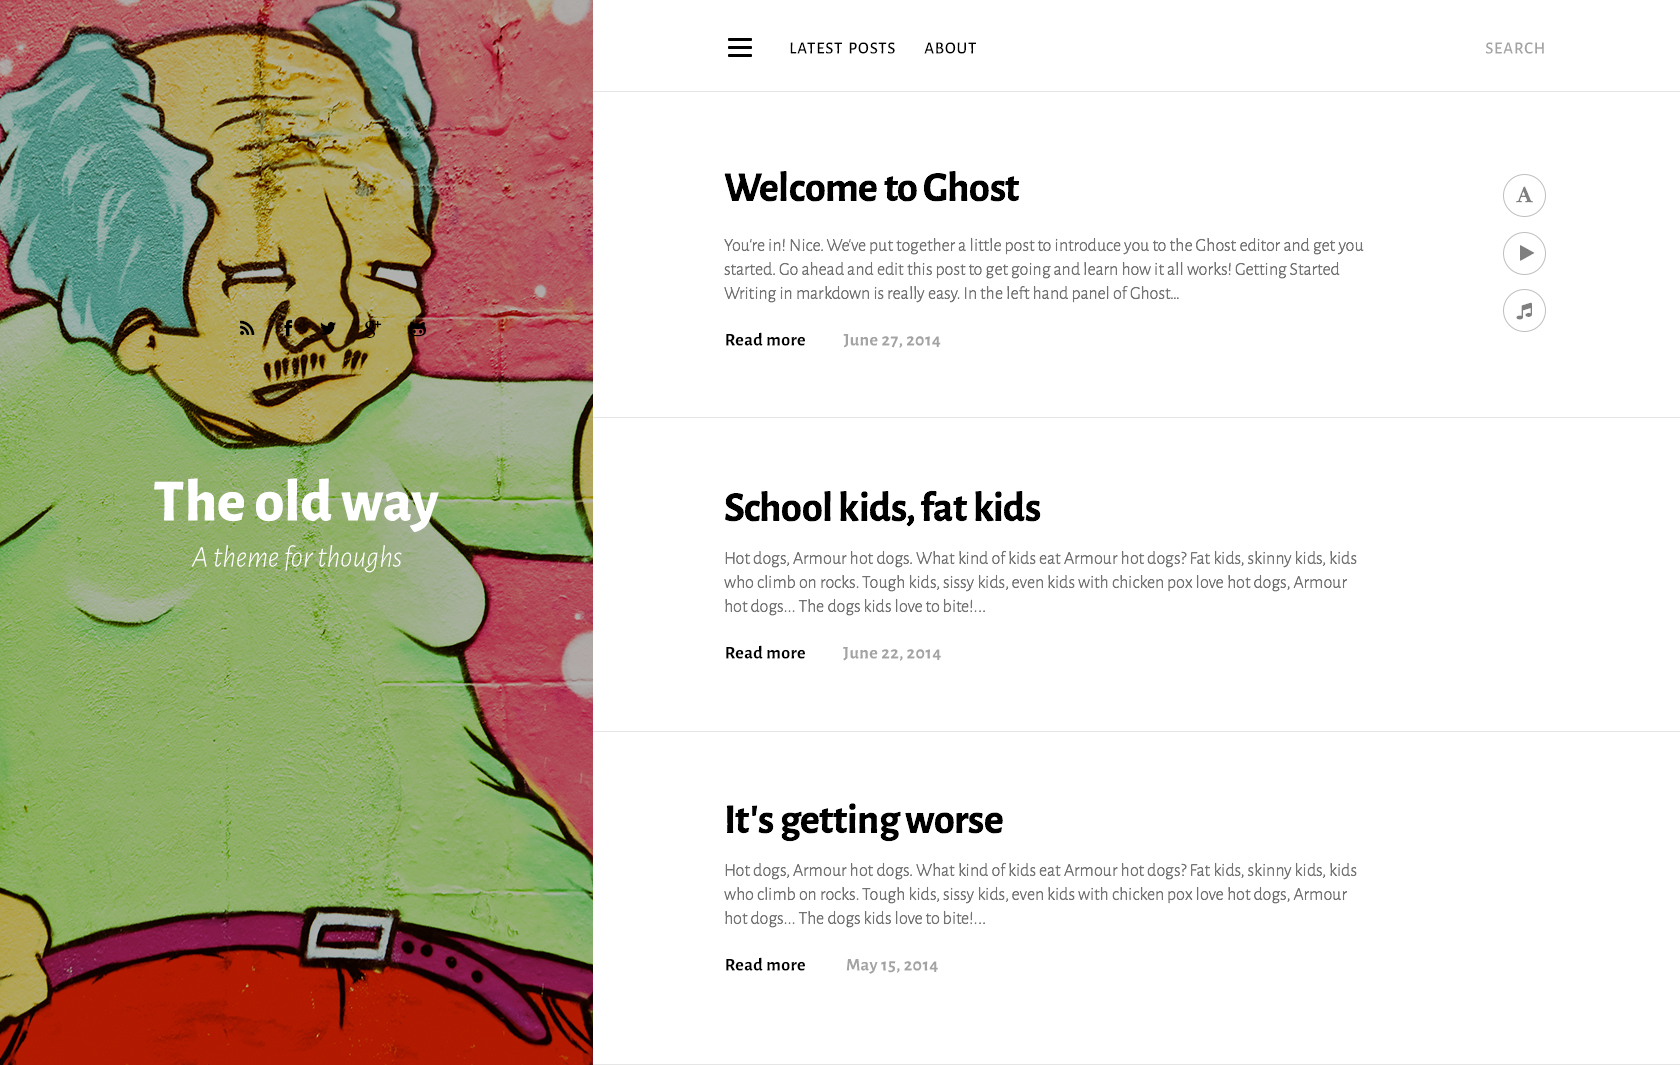 LATEST POSTS
ABOUT
SEARCH
The old way
A theme for thoughs
Welcome to Ghost
You're in! Nice. We've put together a little post to introduce you to the Ghost editor and get you
started. Go ahead and edit this post to get going and learn how it all works! Getting Started
Writing in markdown is really easy. In the left hand panel of Ghost...
Read more
June 27, 2014
A
School kids, fat kids
Hot dogs, Armour hot dogs. What kind of kids eat Armour hot dogs? Fat kids, skinny kids, kids
who climb on rocks. Tough kids, sissy kids, even kids with chicken pox love hot dogs, Armour
hot dogs... The dogs kids love to bite!...
Read more
June 22, 2014
It's getting worse
Hot dogs, Armour hot dogs. What kind of kids eat Armour hot dogs? Fat kids, skinny kids, kids
who climb on rocks. Tough kids, sissy kids, even kids with chicken pox love hot dogs, Armour
hot dogs... The dogs kids love to bite!...
Read more
May 15, 2014